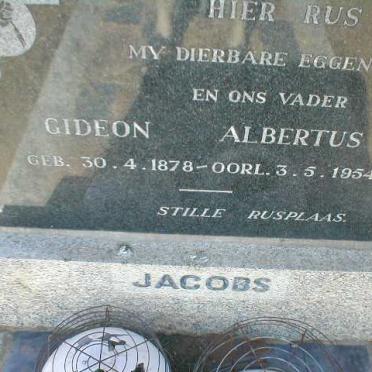 HIER RUS
MY DIERBARE EGGEN
EN ONS VADER
GIDEON ALBERTUS
GEB. 30.4.1878-OORL. 3.5.1954
STILLE RUSPLAAS.
JACOBS